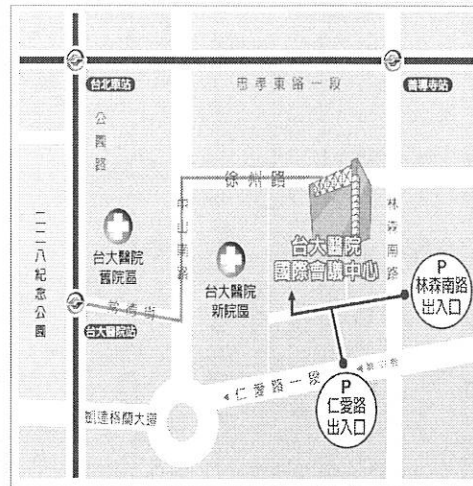 台北車站
忠孝東路一段
善導寺站
公園路
徐州路
中山南路
林森南路
二二八紀念公園
台大醫院
舊院區
台大醫院
新院區
台大醫院
國際會議中心
P
林森南路
出入口
常德街
台大醫院站
仁愛路一段
P
仁愛路
出入口
凱達格蘭大道